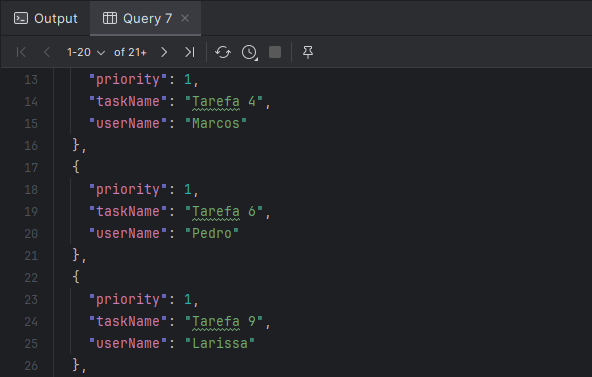 Output
Query 7
1-20 of 21+
13 "priority": 1,
14 "taskName": "Tarefa 4",
15 "userName": "Marcos"
16 },
17 {
18 "priority": 1,
19 "taskName": "Tarefa 6",
20 "userName": "Pedro"
21 },
22 {
23 "priority": 1,
24 "taskName": "Tarefa 9",
25 "userName": "Larissa"
26 },